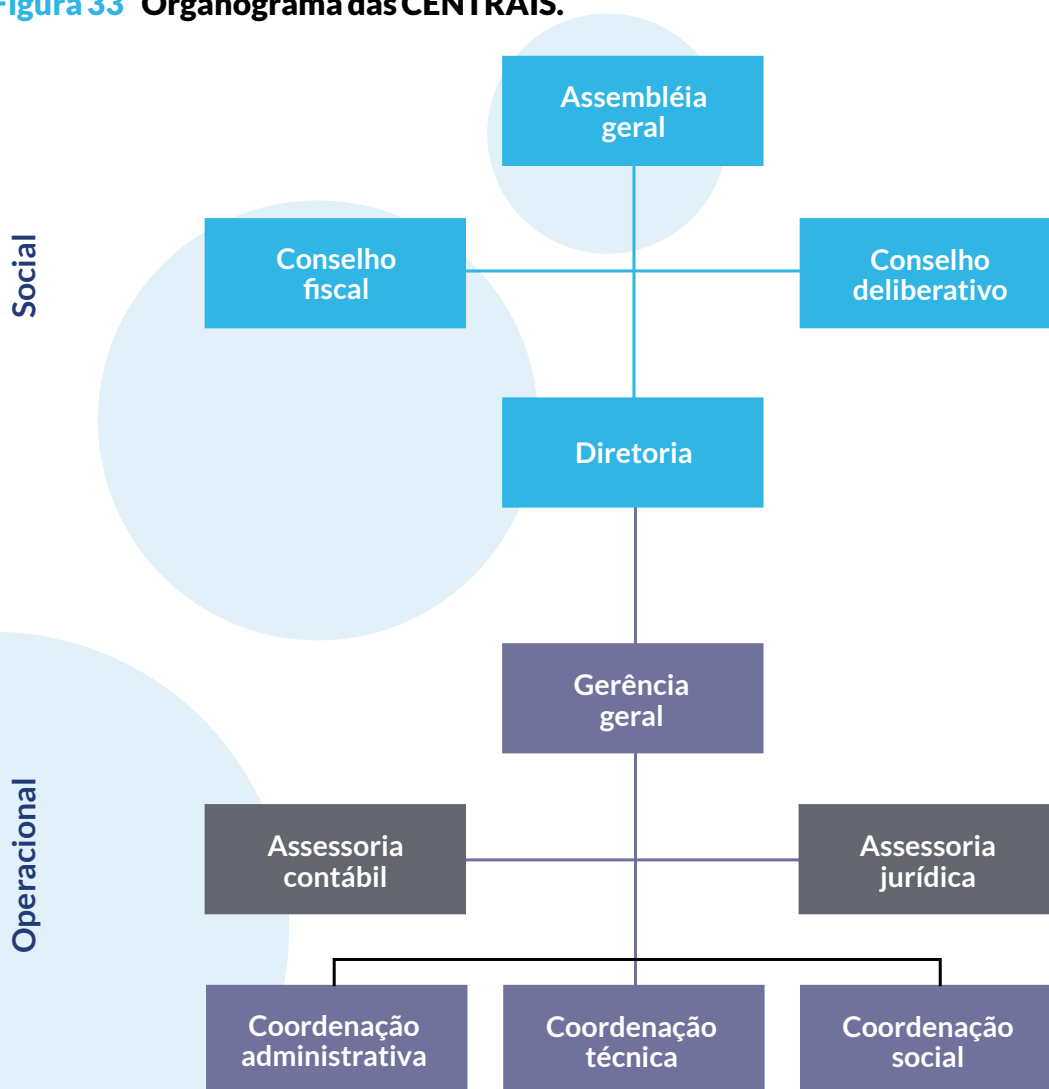 Figura 33 Organograma das CENTRAIS.
Assembléia
geral
Social
Conselho
fiscal
Conselho
deliberativo
Diretoria
Gerência
geral
Operacional
Assessoria
contábil
Assessoria
jurídica
Coordenação
administrativa
Coordenação
técnica
Coordenação
social